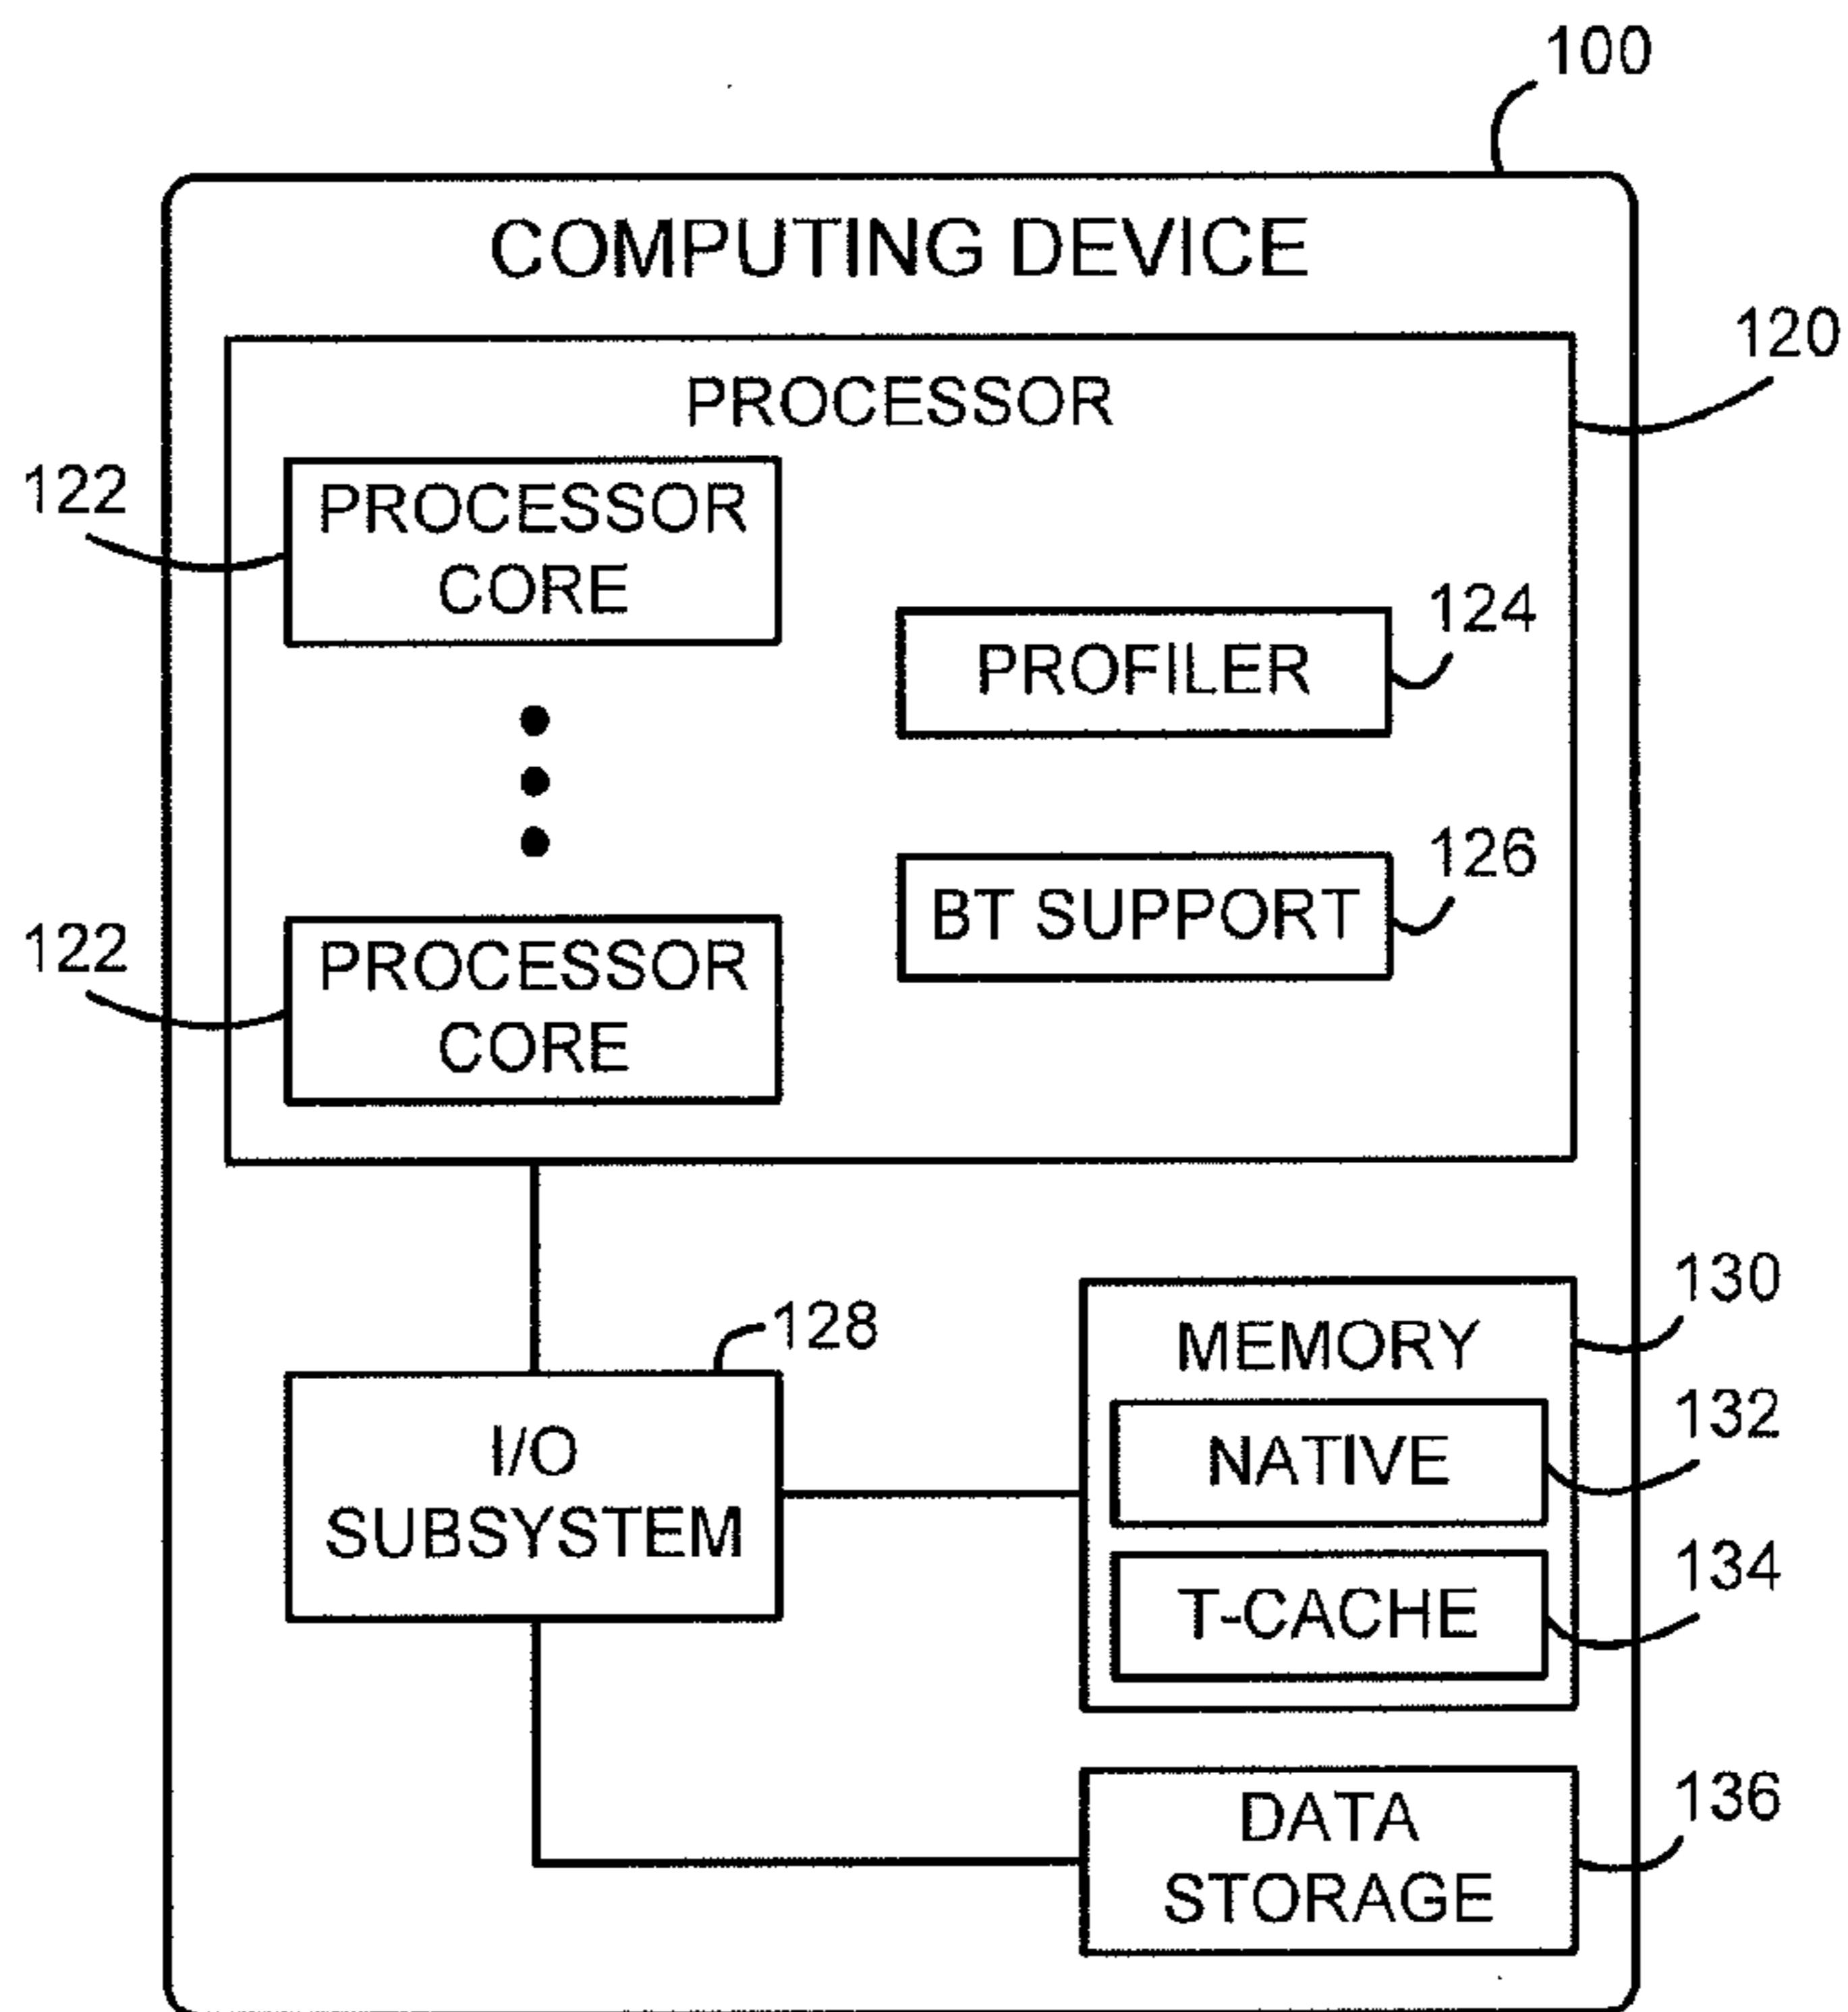 100
COMPUTING DEVICE
120
PROCESSOR
122
PROCESSOR
CORE
124
PROFILER
126
BT SUPPORT
122
PROCESSOR
CORE
128
I/O
SUBSYSTEM
130
MEMORY
132
NATIVE
134
T-CACHE
136
DATA
STORAGE